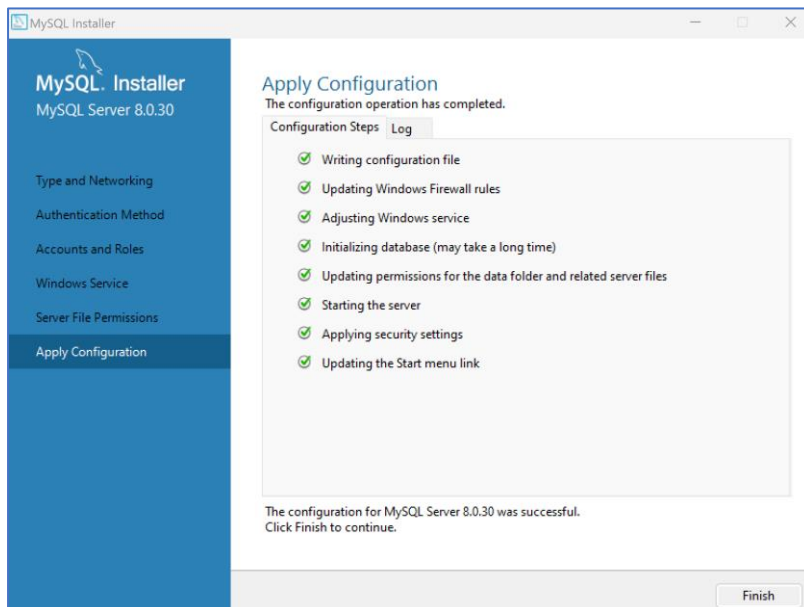 MySQL Installer
MySQL. Installer
MySQL Server 8.0.30
Type and Networking
Authentication Method
Accounts and Roles
Windows Service
Server File Permissions
Apply Configuration
Apply Configuration
The configuration operation has completed.
Configuration Steps Log
Writing configuration file
Updating Windows Firewall rules
Adjusting Windows service
Initializing database (may take a long time)
Updating permissions for the data folder and related server files
Starting the server
Applying security settings
Updating the Start menu link
The configuration for MySQL Server 8.0.30 was successful.
Click Finish to continue.
Finish